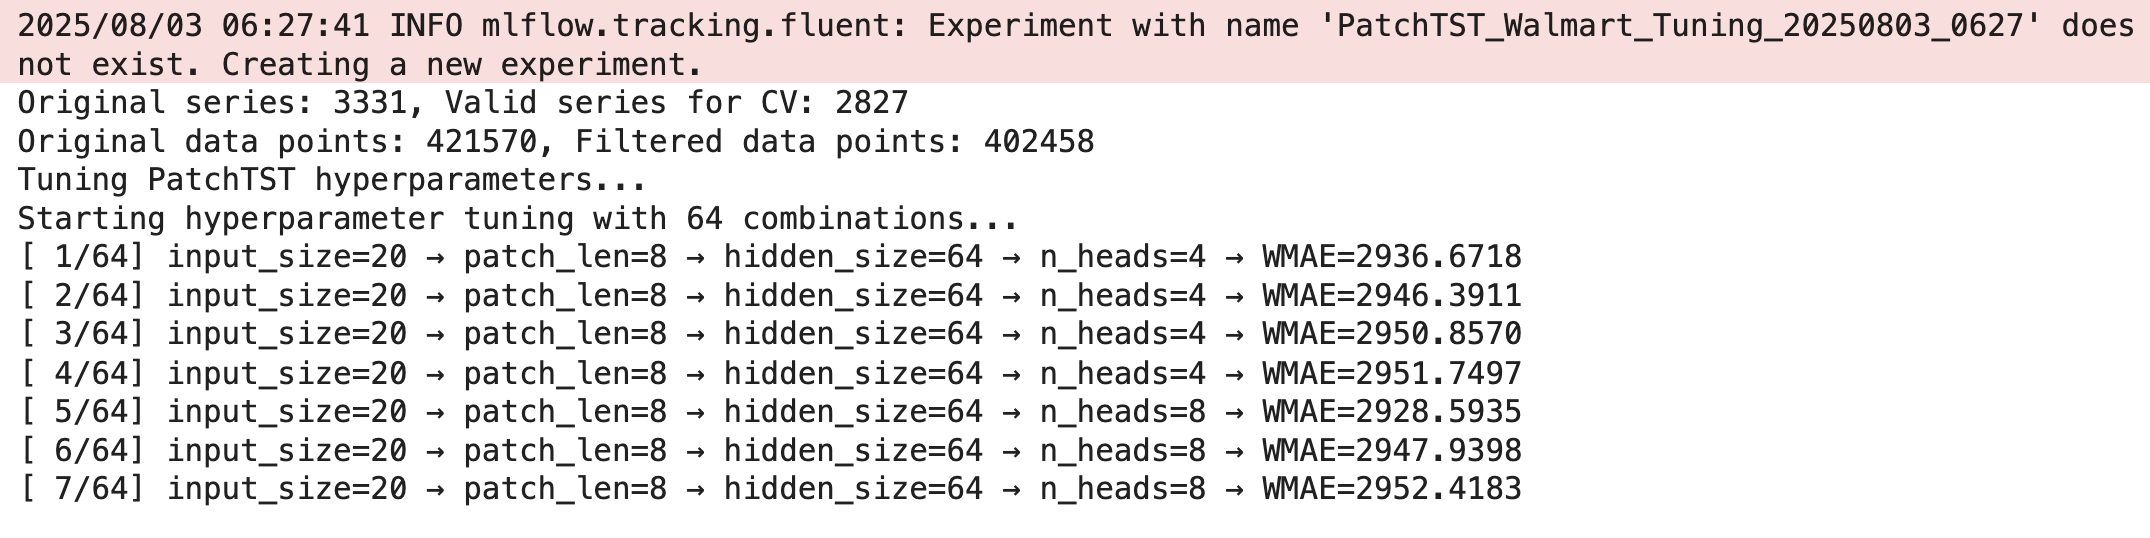 2025/08/03 06:27:41 INFO mlflow.tracking.fluent: Experiment with name 'PatchTST_Walmart_Tuning_20250803_0627' does
not exist. Creating a new experiment.
Original series: 3331, Valid series for CV: 2827
Original data points: 421570, Filtered data points: 402458
Tuning PatchTST hyperparameters...
Starting hyperparameter tuning with 64 combinations...
[ 1/64] input_size=20 → patch_len=8 → hidden_size=64 → n_heads=4 → WMAE=2936.6718
[ 2/64] input_size=20 → patch_len=8 → hidden_size=64 → n_heads=4 → WMAE=2946.3911
[ 3/64] input_size=20 → patch_len=8 → hidden_size=64 → n_heads=4 → WMAE=2950.8570
[ 4/64] input_size=20 → patch_len=8 → hidden_size=64 → n_heads=4 → WMAE=2951.7497
[ 5/64] input_size=20 → patch_len=8 → hidden_size=64 → n_heads=8 → WMAE=2928.5935
[ 6/64] input_size=20 → patch_len=8 → hidden_size=64 → n_heads=8 → WMAE=2947.9398
[ 7/64] input_size=20 → patch_len=8 → hidden_size=64 → n_heads=8 → WMAE=2952.4183